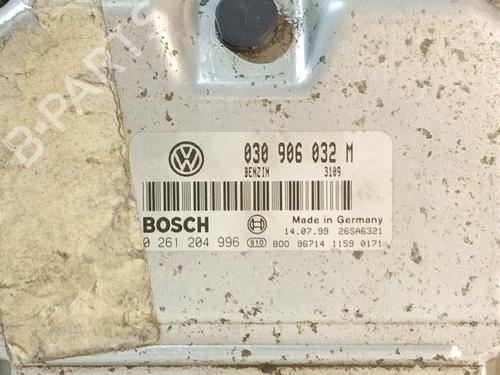 B-PARTS
030 906 032 M
BENZIN 3109
BOSCH
Made in Germany
14.07.99 26SA6321
0 261 204 996 B10 B00 96714 1159 0171